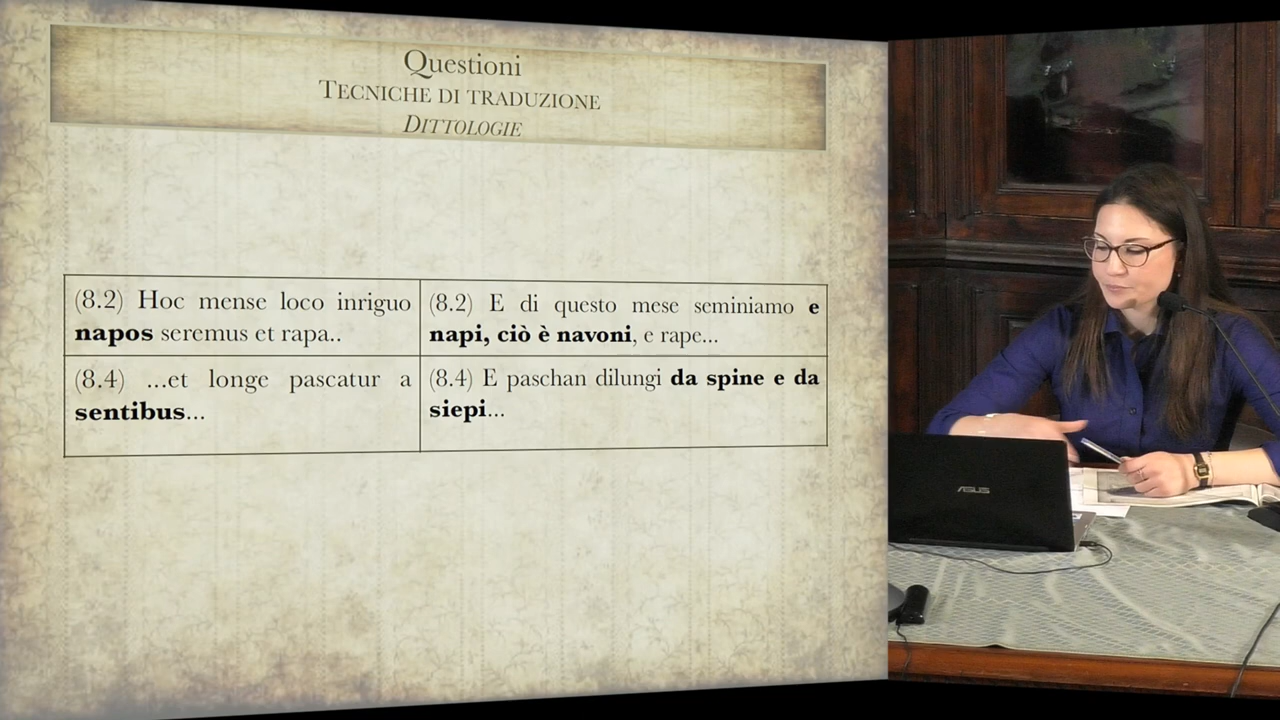 Questioni
TECNICHE DI TRADUZIONE
DITTOLOGIE
(8.2) Hoc mense loco inriguo
napos seremus et rapa..
(8.2) E di questo mese seminiamo e
napi, ciò è navoni, e rape...
(8.4) ...et longe pascatur a
sentibus...
(8.4) E paschan dilungi da spine e da
siepi...
ASUS